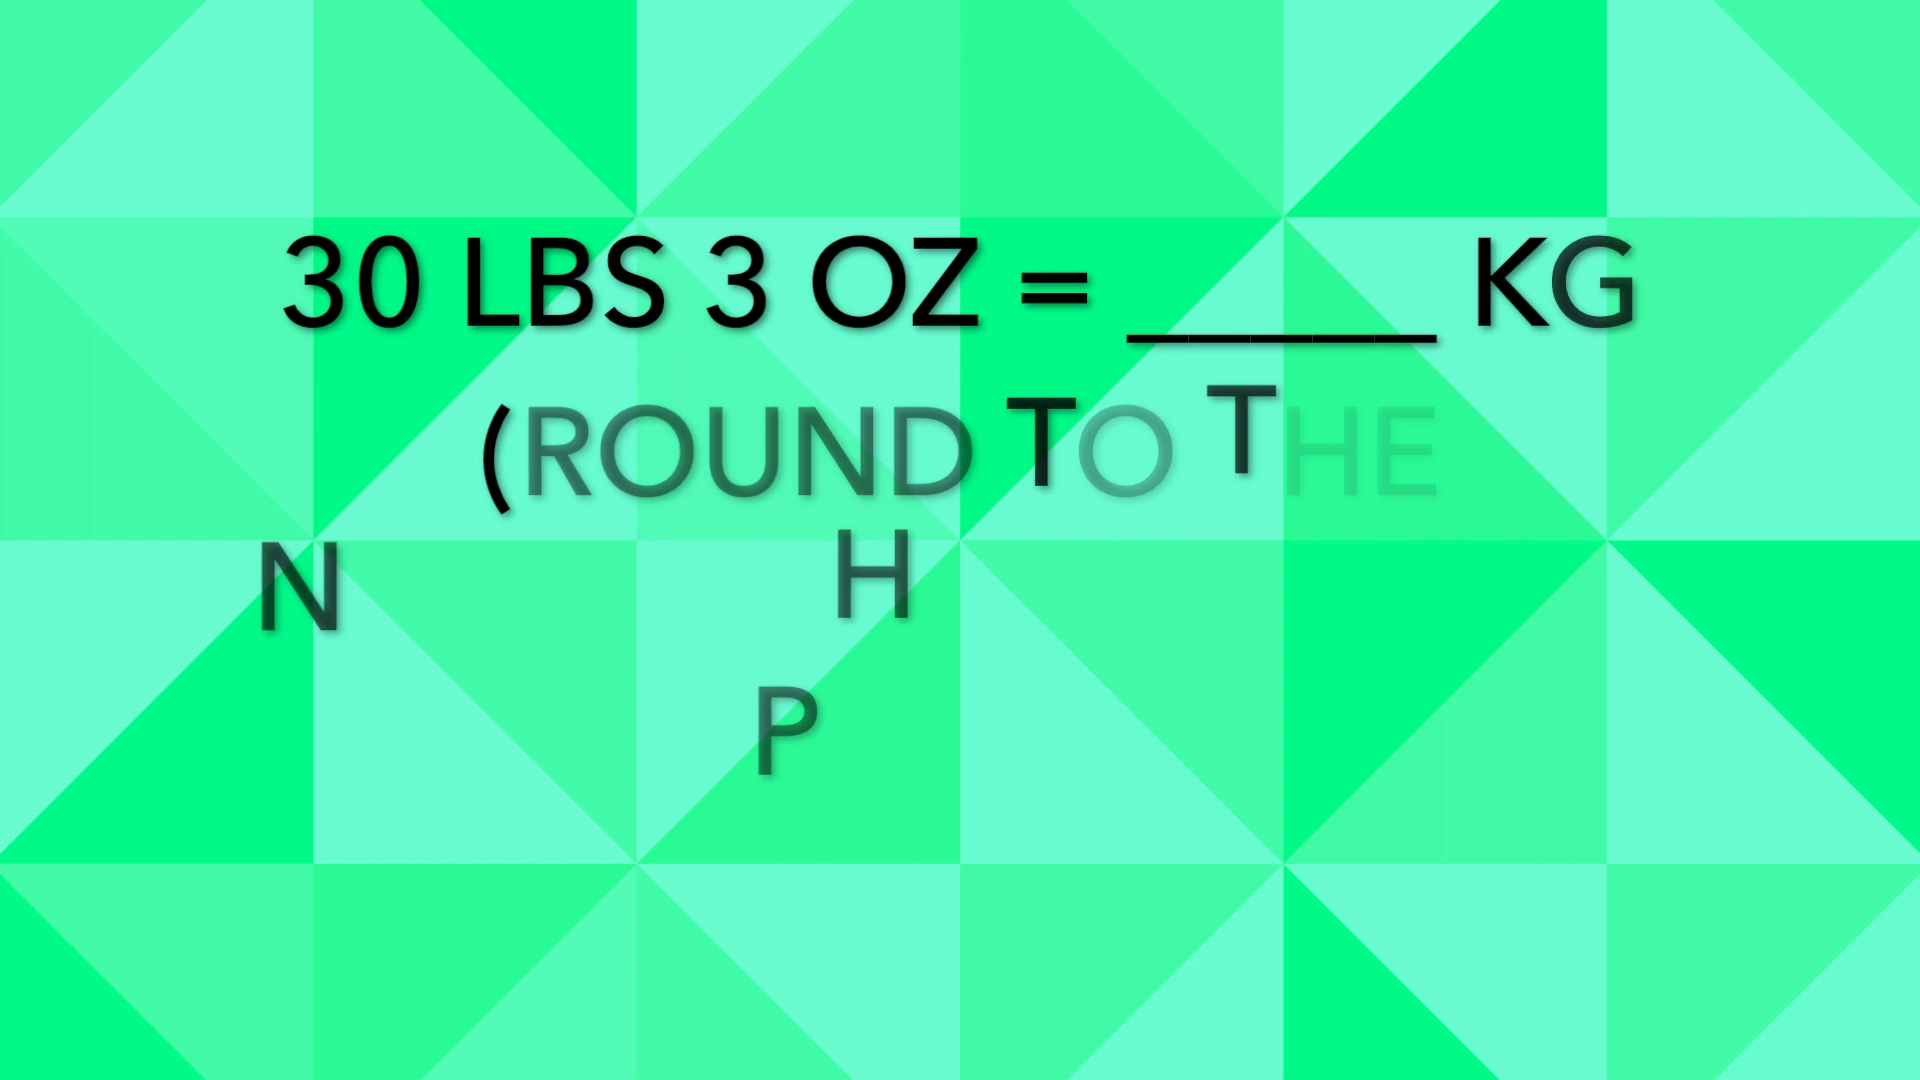 30 LBS 3 OZ = _____ KG
(ROUND TO THE
N H
P